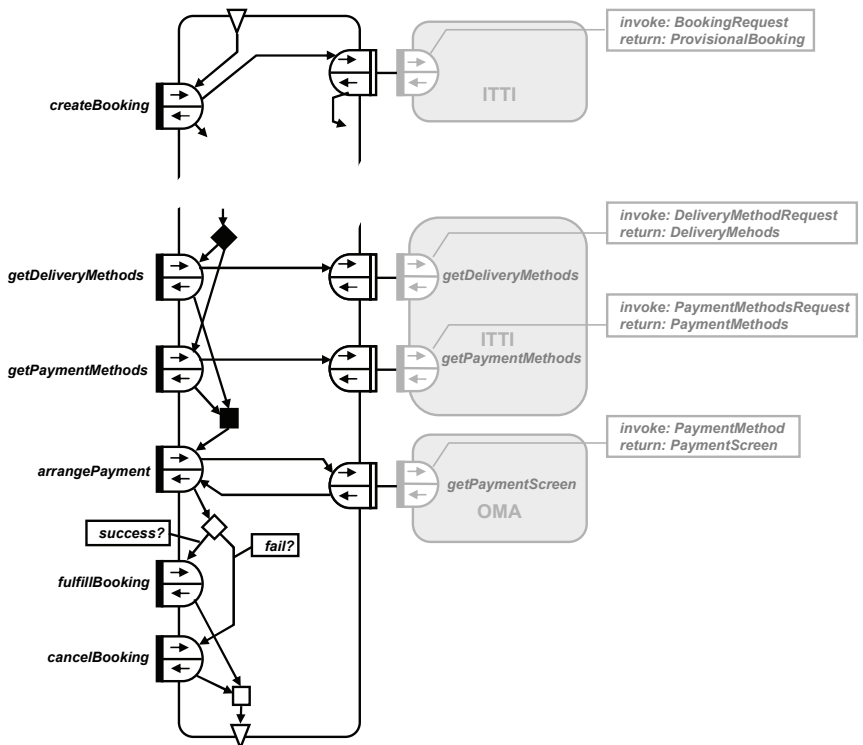 invoke: BookingRequest
return: ProvisionalBooking
ITTI
createBooking
invoke: DeliveryMethodRequest
return: DeliveryMehods
getDeliveryMethods
getDeliveryMethods
invoke: PaymentMethodsRequest
return: PaymentMethods
ITTI
getPaymentMethods
getPaymentMethods
invoke: PaymentMethod
return: PaymentScreen
arrangePayment
getPaymentScreen
OMA
success?
fail?
fulfillBooking
cancelBooking